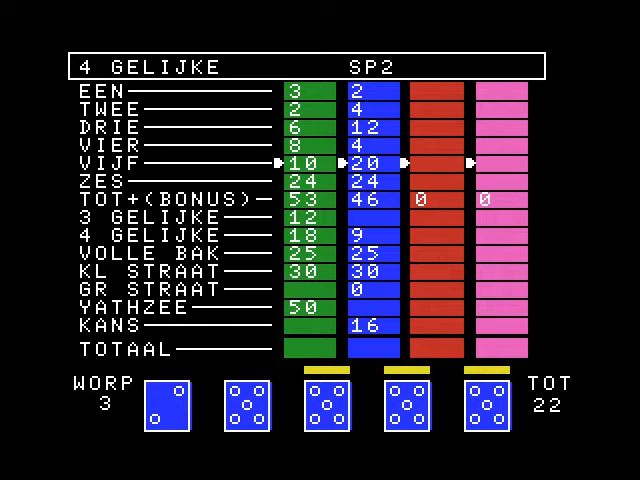 4 GELIJKE SP2
EEN 3 2
TWEE 2 4
DRIE 6 12
VIER 8 4
VIJF 10 20
ZES 24 24
TOT+(BONUS) 53 46 0 0
3 GELIJKE 12
4 GELIJKE 18 9
VOLLE BAK 25 25
KL STRAAT 30 30
GR STRAAT 0
YATHZEE 50
KANS 16
TOTAAL
WORP TOT
3 22